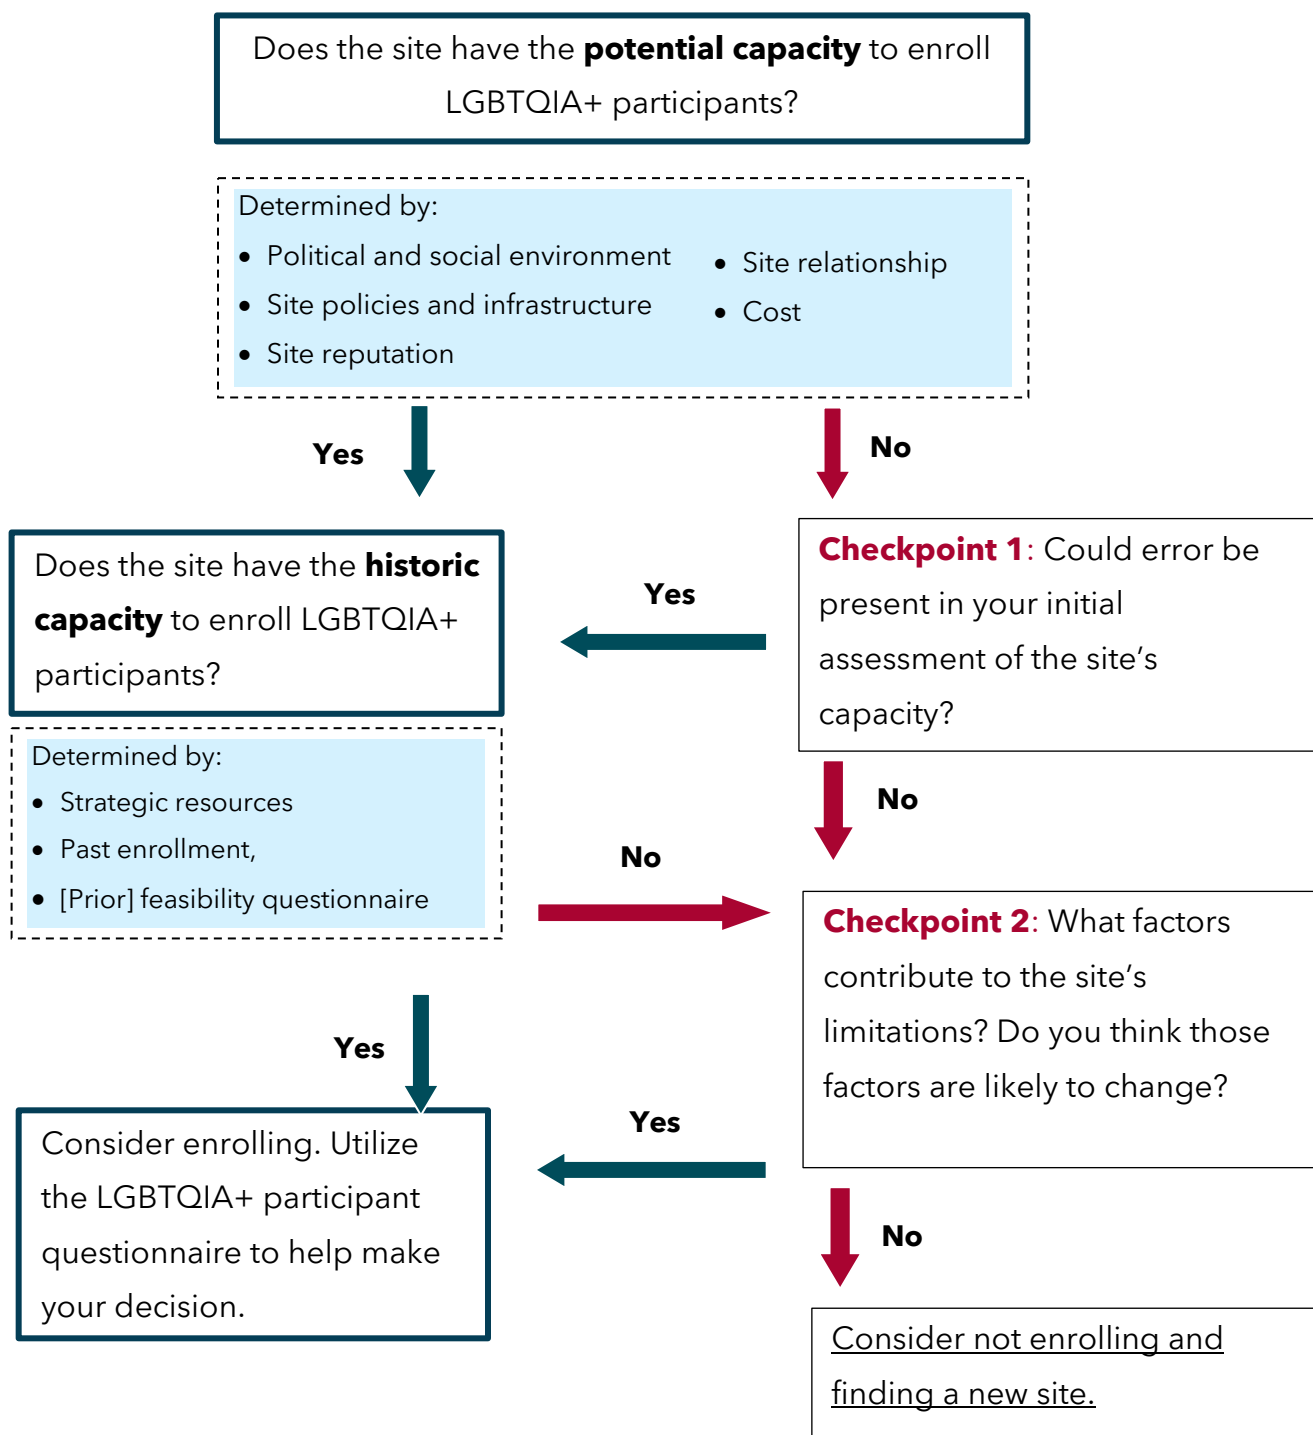 Does the site have the potential capacity to enroll
LGBTQIA+ participants?
Determined by:
• Political and social environment
• Site policies and infrastructure
• Site reputation
• Site relationship
• Cost
Yes
No
Does the site have the historic
capacity to enroll LGBTQIA+
participants?
Yes
Checkpoint 1: Could error be
present in your initial
assessment of the site's
capacity?
Determined by:
• Strategic resources
• Past enrollment,
• [Prior] feasibility questionnaire
No
No
Checkpoint 2: What factors
contribute to the site's
limitations? Do you think those
factors are likely to change?
Yes
Yes
Consider enrolling. Utilize
the LGBTQIA+ participant
questionnaire to help make
your decision.
No
Consider not enrolling and
finding a new site.